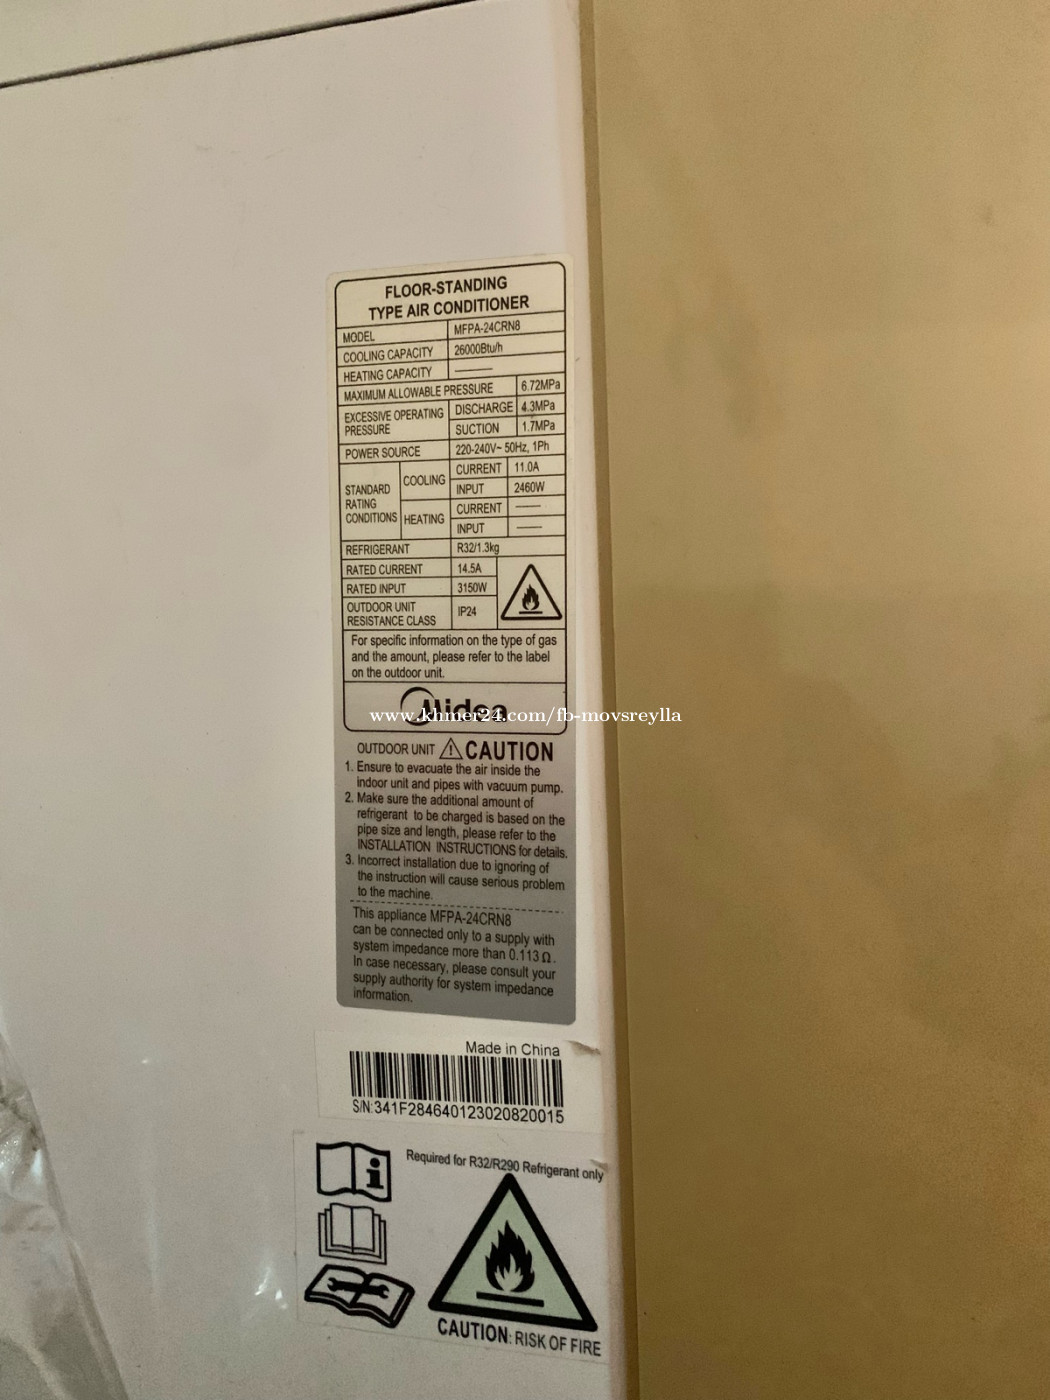 FLOOR-STANDING
TYPE AIR CONDITIONER
MODEL MFPA-24CRN8
COOLING CAPACITY 26000Btu/h
HEATING CAPACITY ——
MAXIMUM ALLOWABLE PRESSURE 6.72MPa
EXCESSIVE OPERATING PRESSURE DISCHARGE 4.3MPa
SUCTION 1.7MPa
POWER SOURCE 220-240V~ 50Hz, 1Ph
STANDARD RATING CONDITIONS COOLING CURRENT 11.0A
INPUT 2460W
HEATING CURRENT ——
INPUT ——
REFRIGERANT R32/1.3kg
RATED CURRENT 14.5A
RATED INPUT 3150W
OUTDOOR UNIT RESISTANCE CLASS IP24
For specific information on the type of gas
and the amount, please refer to the label
on the outdoor unit.
Midea
www.khmer24.com/fb-movsreylla
OUTDOOR UNIT CAUTION
1. Ensure to evacuate the air inside the
indoor unit and pipes with vacuum pump.
2. Make sure the additional amount of
refrigerant to be charged is based on the
pipe size and length, please refer to the
INSTALLATION INSTRUCTIONS for details.
3. Incorrect installation due to ignoring of
the instruction will cause serious problem
to the machine.
This appliance MFPA-24CRN8
can be connected only to a supply with
system impedance more than 0.113 Ω.
In case necessary, please consult your
supply authority for system impedance
information.
Made in China
S/N:341F284640123020820015
Required for R32/R290 Refrigerant only
CAUTION: RISK OF FIRE